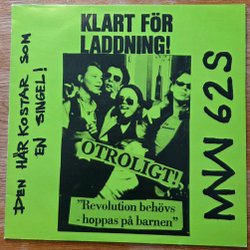 KLART FÖR
LADDNING!
DEN HÄR KOSTAR SOM
EN SINGEL!
MNW 62S
OTROLIGT!
"Revolution behövs
- hoppas på barnen"